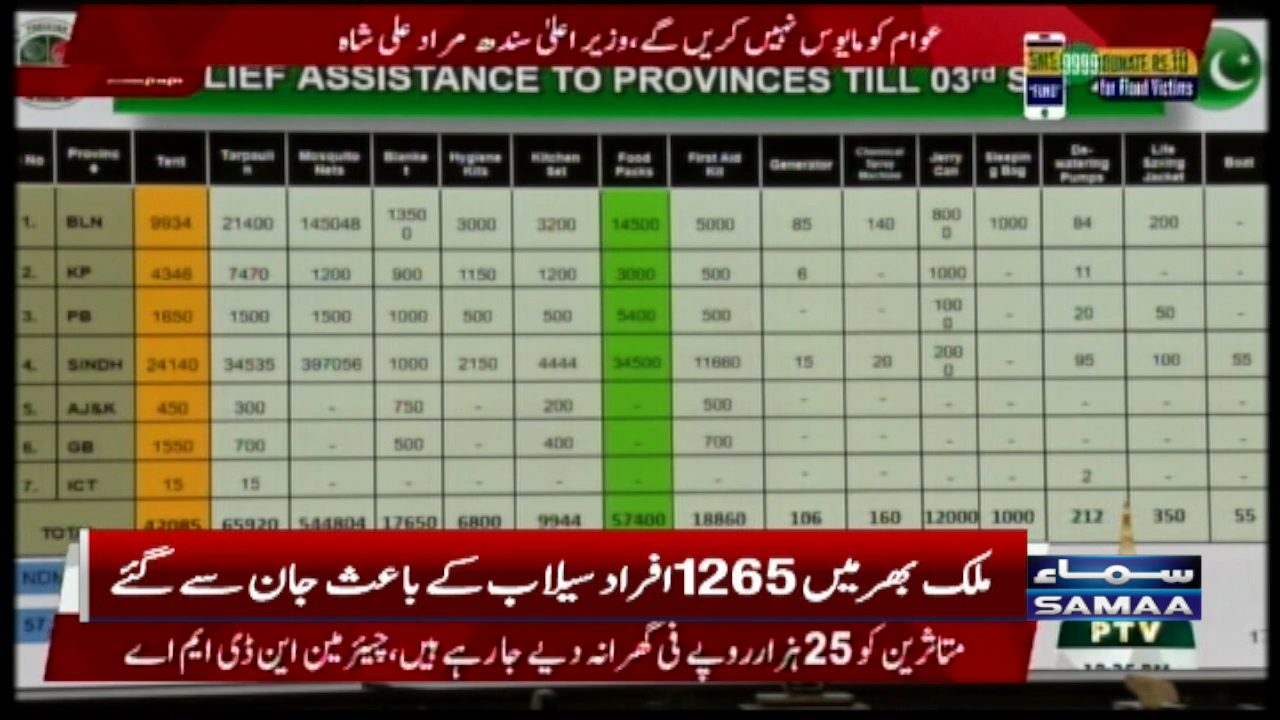 عوام کو مایوس نہیں کریں گے،وزیر اعلیٰ سندھ مراد علی شاہ
SMS "FUND" 9999 DONATE RS.10
for Flood Victims
LIEF ASSISTANCE TO PROVINCES TILL 03rd S
No Province Tent Tarpaulin Mosquito Nets Blanket Hygiene Kits Kitchen Set Food Packs First Aid Kit Generator Chemical Spray Machine Jerry Can Sleeping Bag De-watering Pumps Life Saving Jacket Boat
1. BLN 9934 21400 145048 13500 3000 3200 14500 5000 85 140 8000 1000 84 200 -
2. KP 4346 7470 1200 900 1150 1200 3000 500 6 - 1000 - 11 - -
3. PB 1650 1500 1500 1000 500 500 5400 500 - - 1000 - 20 50 -
4. SINDH 24140 34535 397056 1000 2150 4444 34500 11660 15 20 2000 - 95 100 55
5. AJ&K 450 300 - 750 - 200 - 500 - - - - - - -
6. GB 1550 700 - 500 - 400 - 700 - - - - - - -
7. ICT 15 15 - - - - - - - - - - 2 - -
TOT 42085 65920 544804 17650 6800 9944 57400 18860 106 160 12000 1000 212 350 55
ملک بھر میں 1265 افراد سیلاب کے باعث جان سے گئے
سماء
SAMAA
PTV
متاثرین کو 25 ہزار روپے فی گھرانہ دیے جا رہے ہیں،چیئرمین این ڈی ایم اے